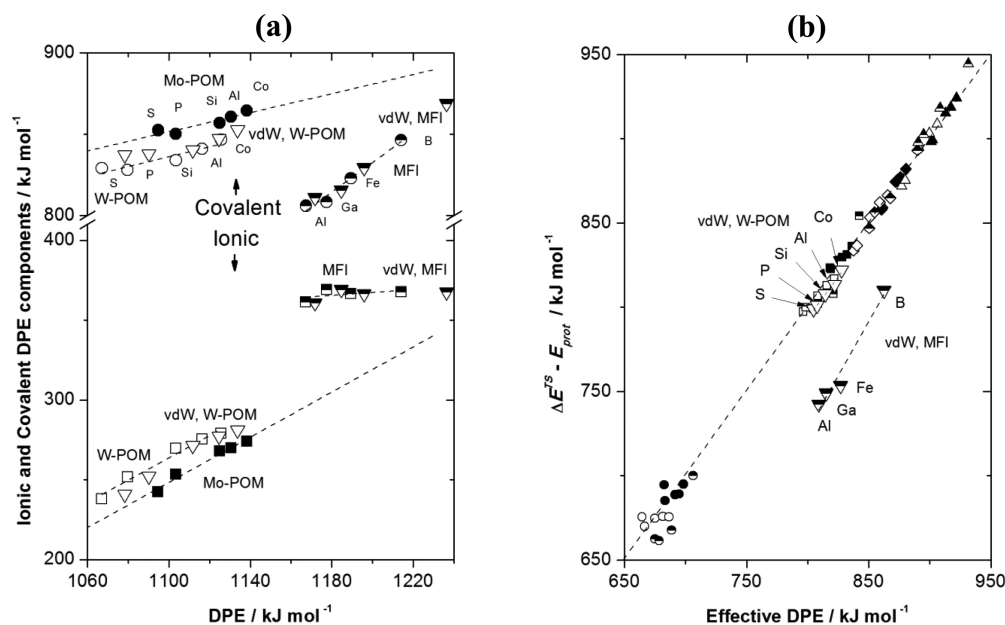 (a)
900
Mo-POM
S
P
Si
Al
Co
vdW, MFI
vdW, W-POM
B
MFI
S
P
Si
Al
Co
W-POM
Fe
Ga
Al
800
Covalent
Ionic
400
MFI
vdW, MFI
300
vdW, W-POM
W-POM
Mo-POM
200
1060
1100
1140
1180
1220
DPE / kJ mol⁻¹
Ionic and Covalent DPE components / kJ mol⁻¹
(b)
950
850
vdW, W-POM
Co
Al
Si
P
S
B
vdW, MFI
750
Fe
Ga
Al
650
650
750
850
950
Effective DPE / kJ mol⁻¹
ΔE^TS - E_prot / kJ mol⁻¹